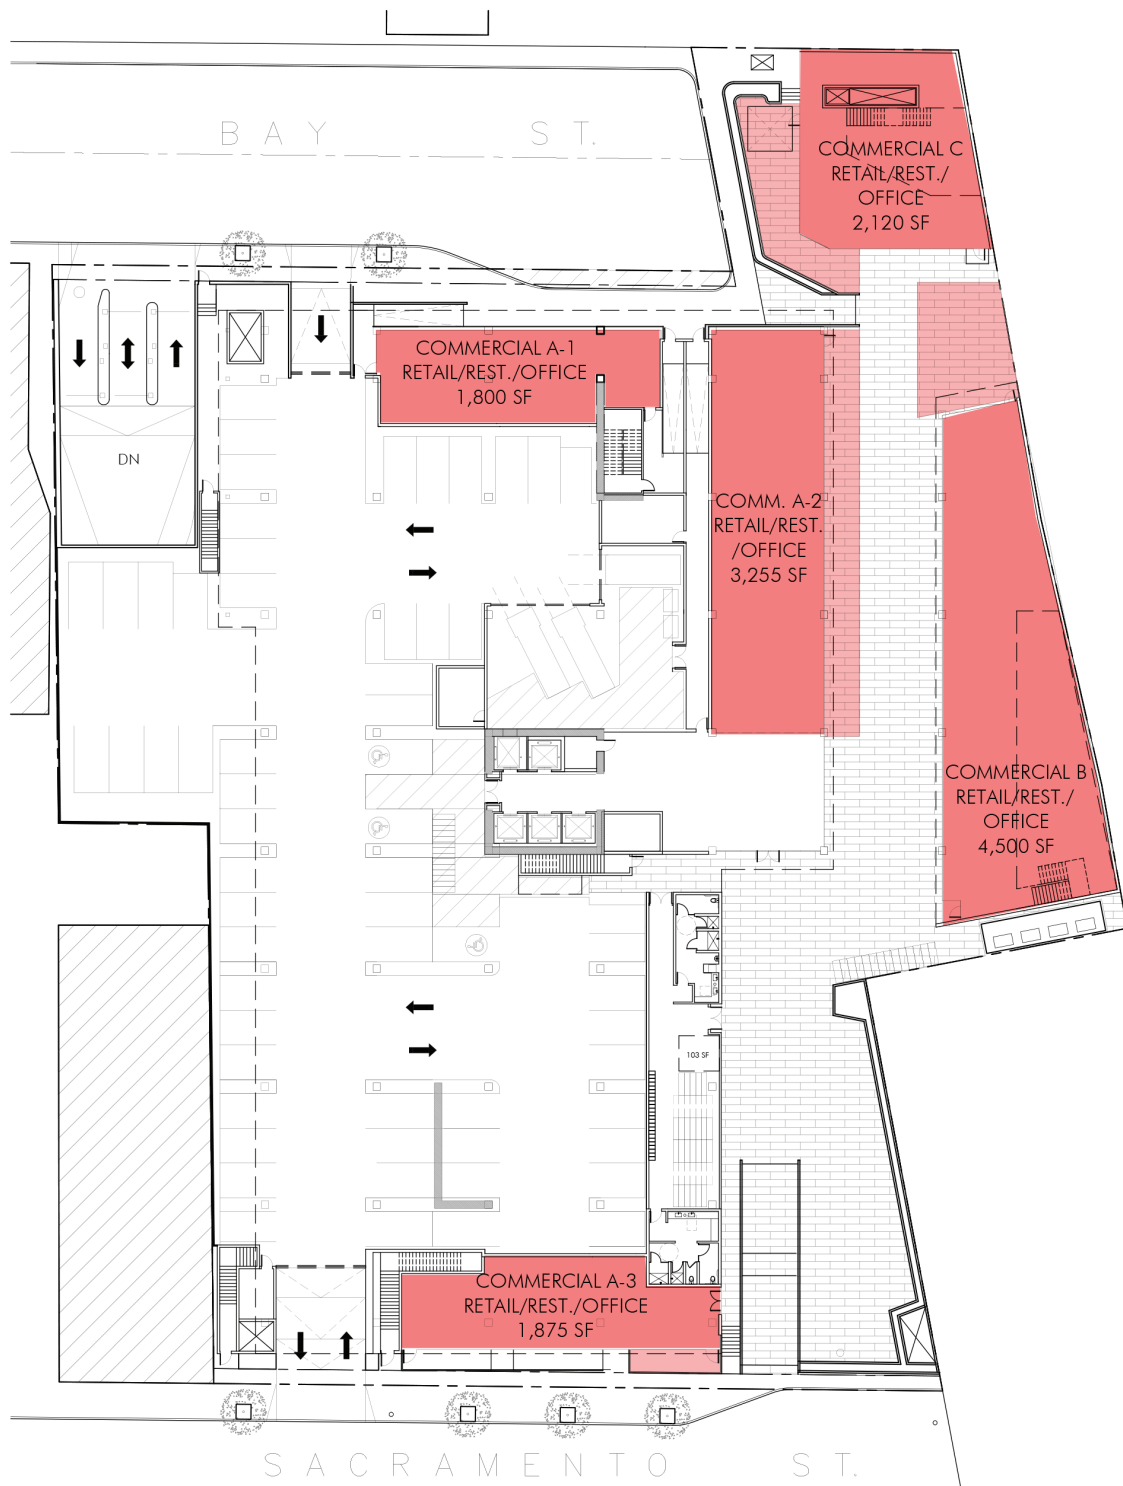 BAY ST.
COMMERCIAL C
RETAIL/REST./
OFFICE
2,120 SF
COMMERCIAL A-1
RETAIL/REST./OFFICE
1,800 SF
DN
COMM. A-2
RETAIL/REST.
/OFFICE
3,255 SF
COMMERCIAL B
RETAIL/REST./
OFFICE
4,500 SF
103 SF
COMMERCIAL A-3
RETAIL/REST./OFFICE
1,875 SF
SACRAMENTO ST.